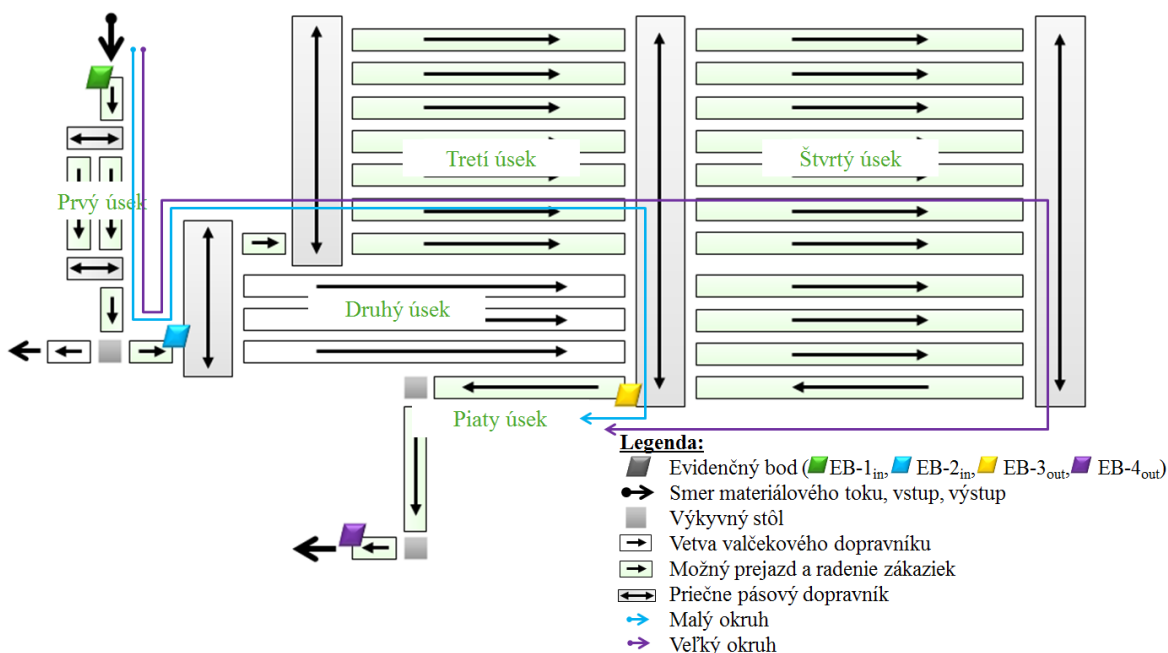 Tretí úsek
Štvrtý úsek
Prvý úsek
Druhý úsek
Piaty úsek
Legenda:
Evidenčný bod (EB-1in, EB-2in, EB-3out, EB-4out)
Smer materiálového toku, vstup, výstup
Výkyvný stôl
Vetva valčekového dopravníku
Možný prejazd a radenie zákaziek
Priečne pásový dopravník
Malý okruh
Veľký okruh